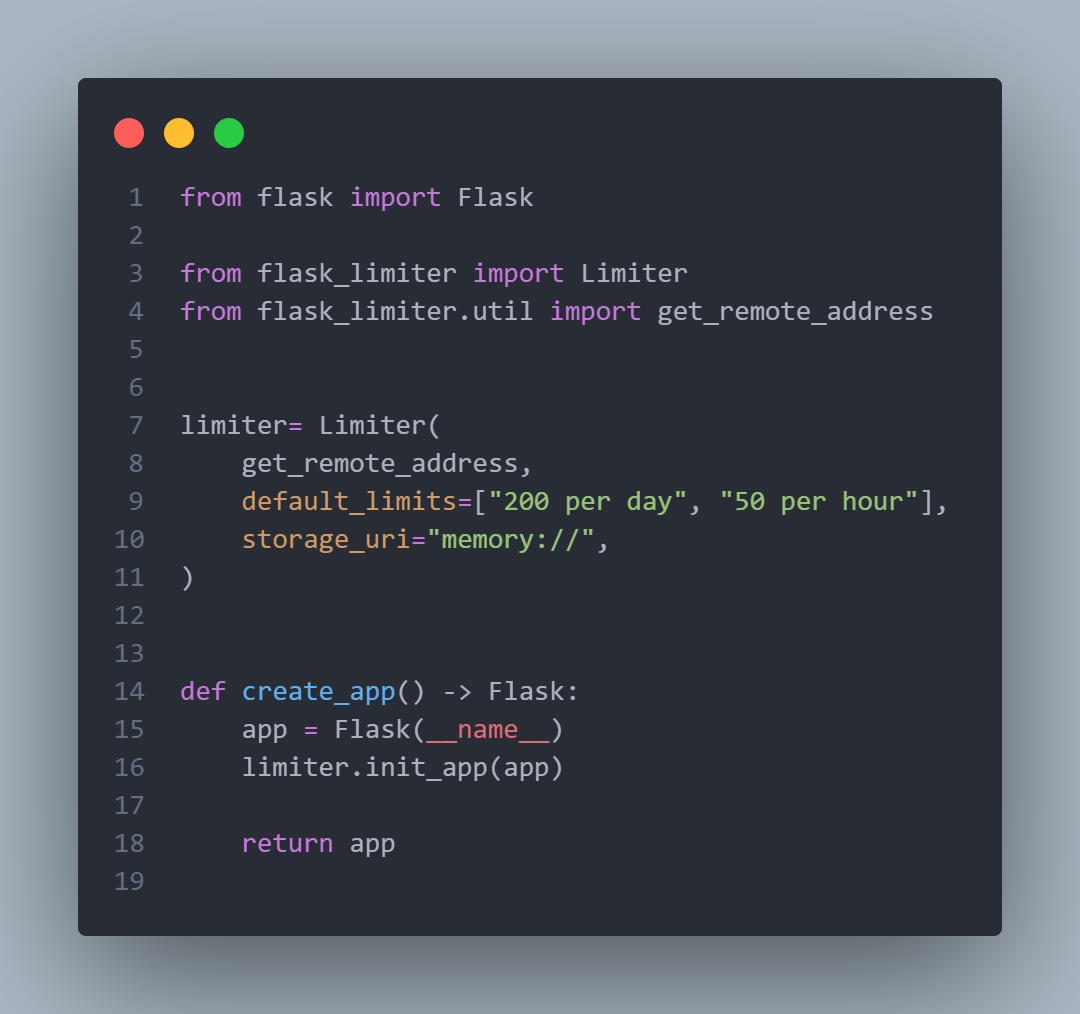 1 from flask import Flask
2
3 from flask_limiter import Limiter
4 from flask_limiter.util import get_remote_address
5
6
7 limiter= Limiter(
8     get_remote_address,
9     default_limits=["200 per day", "50 per hour"],
10     storage_uri="memory://",
11 )
12
13
14 def create_app() -> Flask:
15     app = Flask(__name__)
16     limiter.init_app(app)
17
18     return app
19